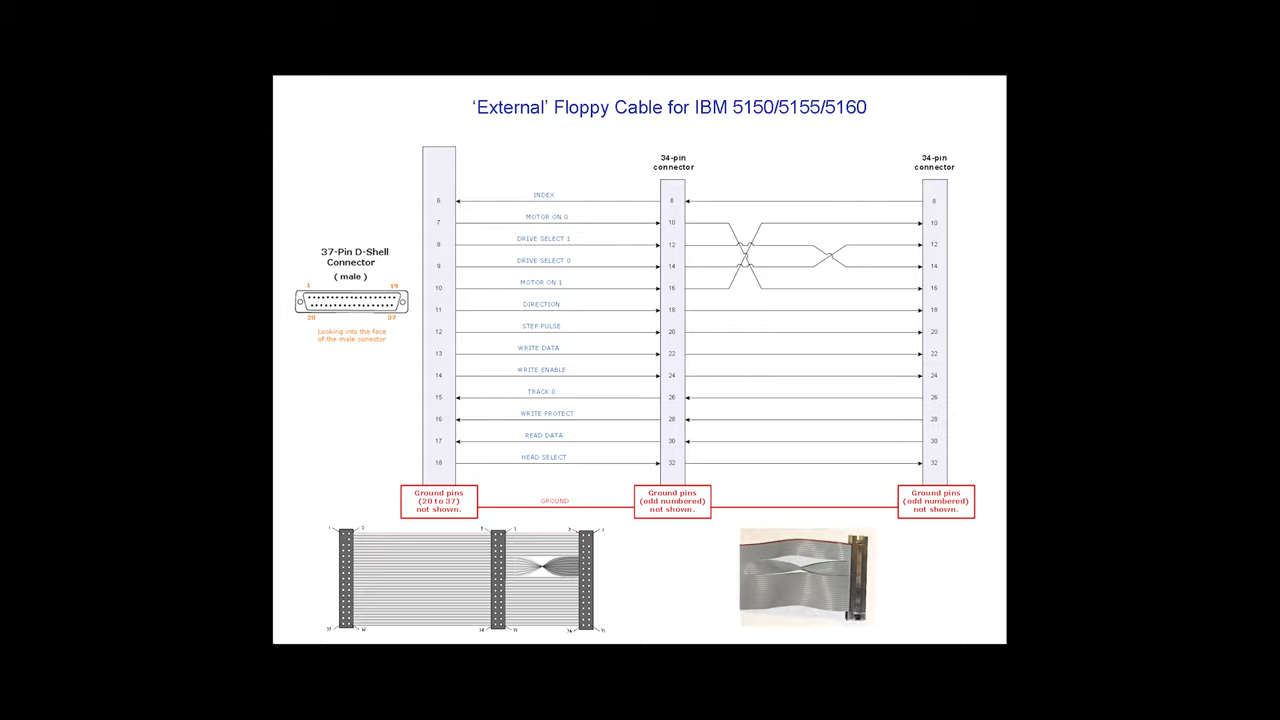 ‘External’ Floppy Cable for IBM 5150/5155/5160
34-pin
connector
34-pin
connector
6 INDEX 8 8
7 MOTOR ON 0 10 10
8 DRIVE SELECT 1 12 12
9 DRIVE SELECT 0 14 14
10 MOTOR ON 1 16 16
11 DIRECTION 18 18
12 STEP PULSE 20 20
13 WRITE DATA 22 22
14 WRITE ENABLE 24 24
15 TRACK 0 26 26
16 WRITE PROTECT 28 28
17 READ DATA 30 30
18 HEAD SELECT 32 32
37-Pin D-Shell
Connector
( male )
1 19
20 37
Looking into the face
of the male conector
Ground pins
(20 to 37)
not shown.
GROUND
Ground pins
(odd numbered)
not shown.
Ground pins
(odd numbered)
not shown.